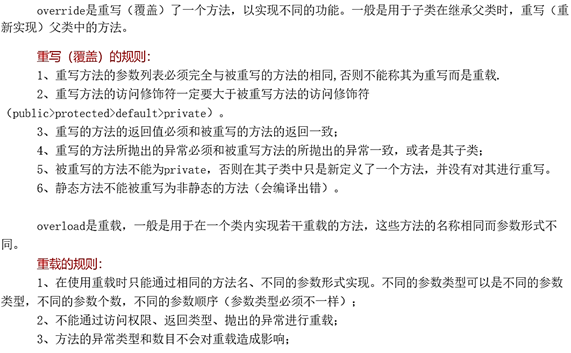 override是重写（覆盖）了一个方法，以实现不同的功能。一般是用于子类在继承父类时，重写（重
新实现）父类中的方法。
重写（覆盖）的规则：
1、重写方法的参数列表必须完全与被重写的方法的相同,否则不能称其为重写而是重载.
2、重写方法的访问修饰符一定要大于被重写方法的访问修饰符
（public>protected>default>private）。
3、重写的方法的返回值必须和被重写的方法的返回一致；
4、重写的方法所抛出的异常必须和被重写方法的所抛出的异常一致，或者是其子类；
5、被重写的方法不能为private，否则在其子类中只是新定义了一个方法，并没有对其进行重写。
6、静态方法不能被重写为非静态的方法（会编译出错）。
overload是重载，一般是用于在一个类内实现若干重载的方法，这些方法的名称相同而参数形式不
同。
重载的规则：
1、在使用重载时只能通过相同的方法名、不同的参数形式实现。不同的参数类型可以是不同的参数
类型，不同的参数个数，不同的参数顺序（参数类型必须不一样）；
2、不能通过访问权限、返回类型、抛出的异常进行重载；
3、方法的异常类型和数目不会对重载造成影响；